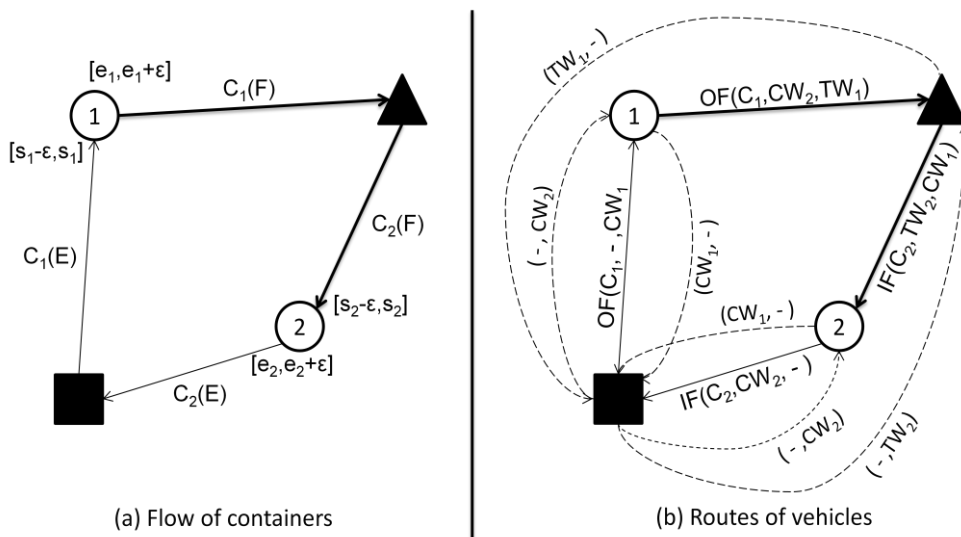 [e₁,e₁+ε]
C₁(F)
1
[s₁-ε,s₁]
C₂(F)
C₁(E)
[s₂-ε,s₂]
2
[e₂,e₂+ε]
C₂(E)
(a) Flow of containers
(TW₁, -)
OF(C₁,CW₂,TW₁)
1
(- , CW₂)
OF(C₁, - ,CW₁
(CW₁, -)
IF(C₂,TW₂,CW₁)
(CW₁, -)
2
IF(C₂,CW₂, -)
(- ,CW₂)
(- ,TW₂)
(b) Routes of vehicles